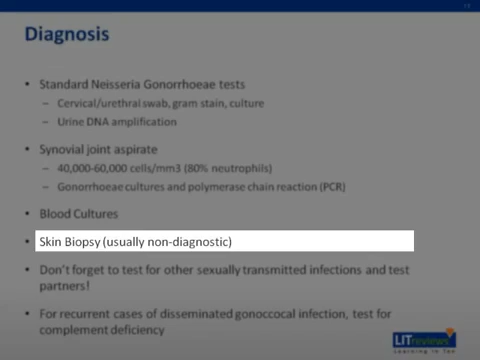 Diagnosis
• Standard Neisseria Gonorrhoeae tests
– Cervical/urethral swab, gram stain, culture
– Urine DNA amplification
• Synovial joint aspirate
– 40,000-60,000 cells/mm3 (80% neutrophils)
– Gonorrhoeae cultures and polymerase chain reaction (PCR)
• Blood Cultures
• Skin Biopsy (usually non-diagnostic)
• Don't forget to test for other sexually transmitted infections and test
partners!
• For recurrent cases of disseminated gonoccocal infection, test for
complement deficiency
LITreviews
Learning in Ten